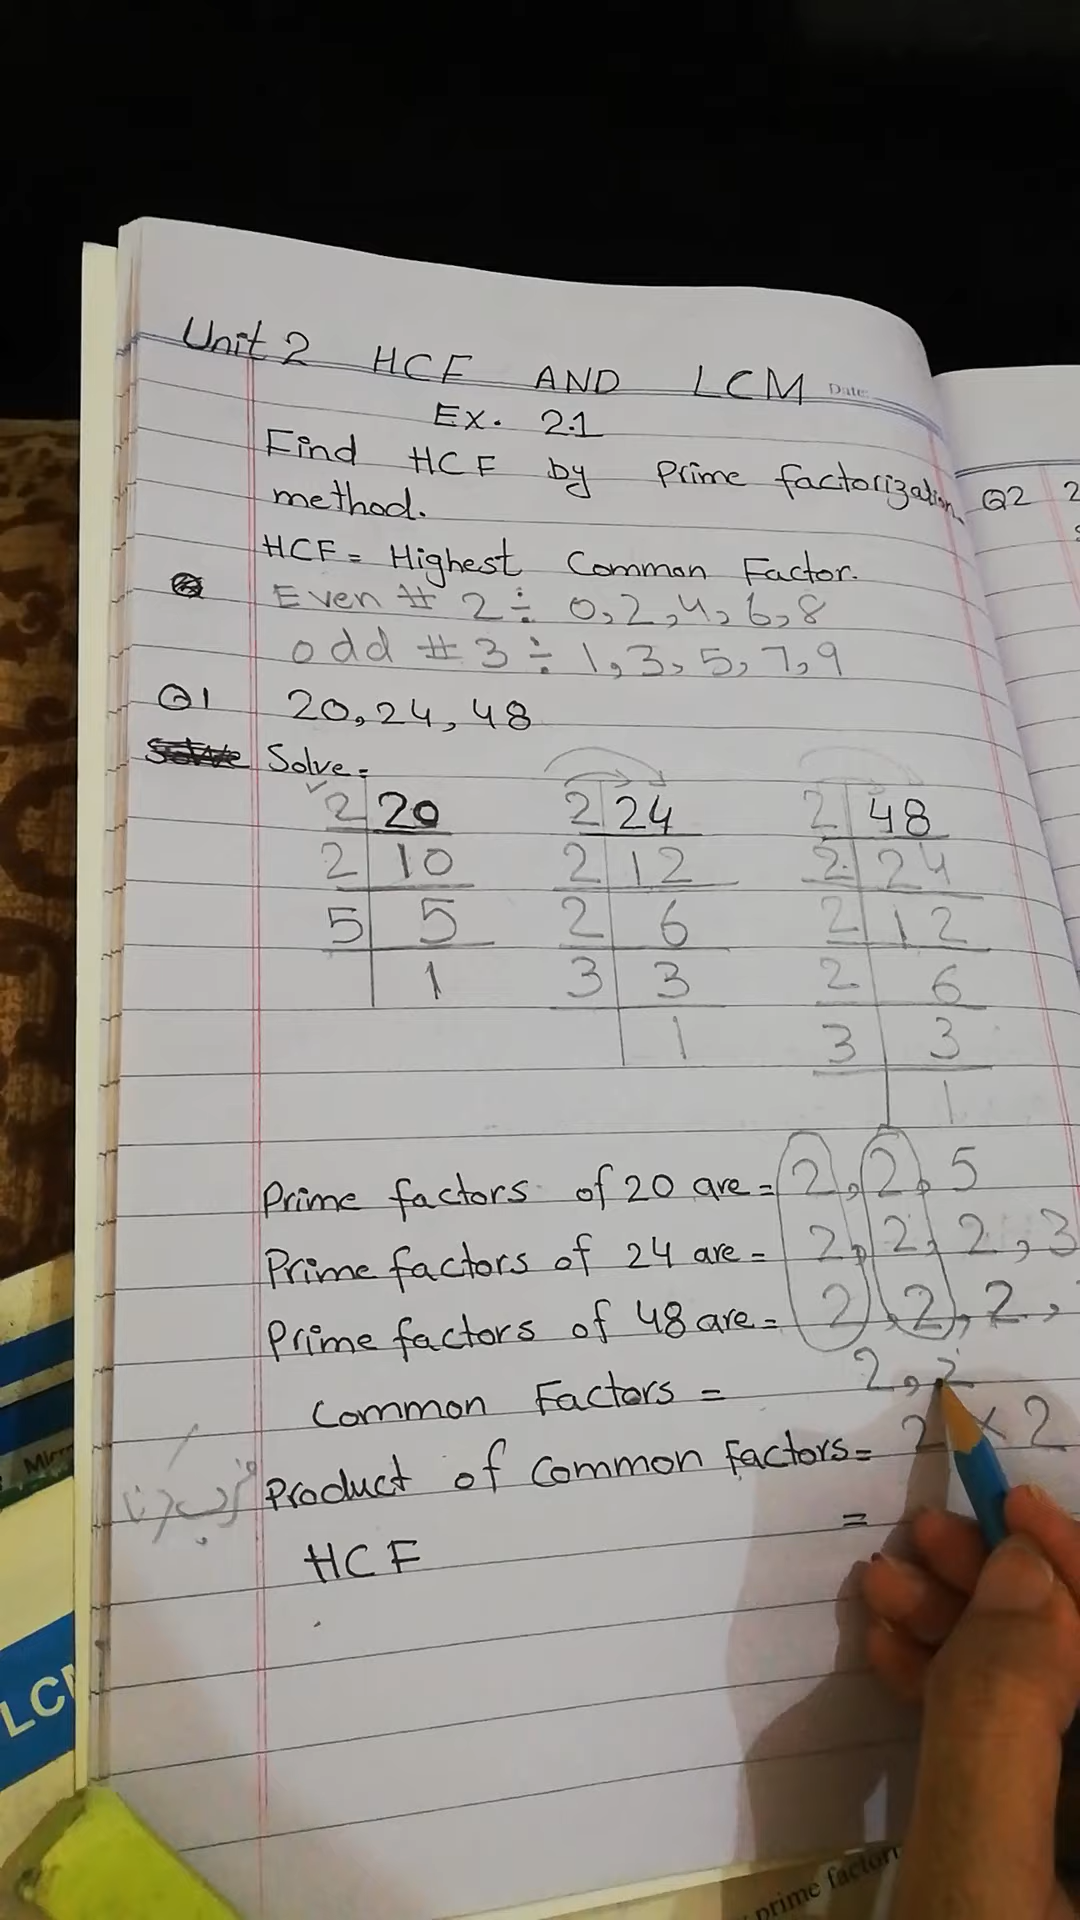 Unit 2 HCF AND LCM Date:
Ex. 2.1
Find HCF by Prime factorization
method.
HCF = Highest Common Factor.
Even # 2 ÷ 0,2,4,6,8
odd # 3 ÷ 1,3,5,7,9
Q1 20,24,48
Solve=
2 20 2 24 2 48
2 10 2 12 2 24
5 5 2 6 2 12
1 3 3 2 6
1 3 3
1
Prime factors of 20 are = 2,2,5
Prime factors of 24 are = 2,2,2,3
Prime factors of 48 are = 2,2,2,
Common Factors = 2,2
Product of Common Factors = 2 × 2
HCF =
Q2 2
LCM
prime factori